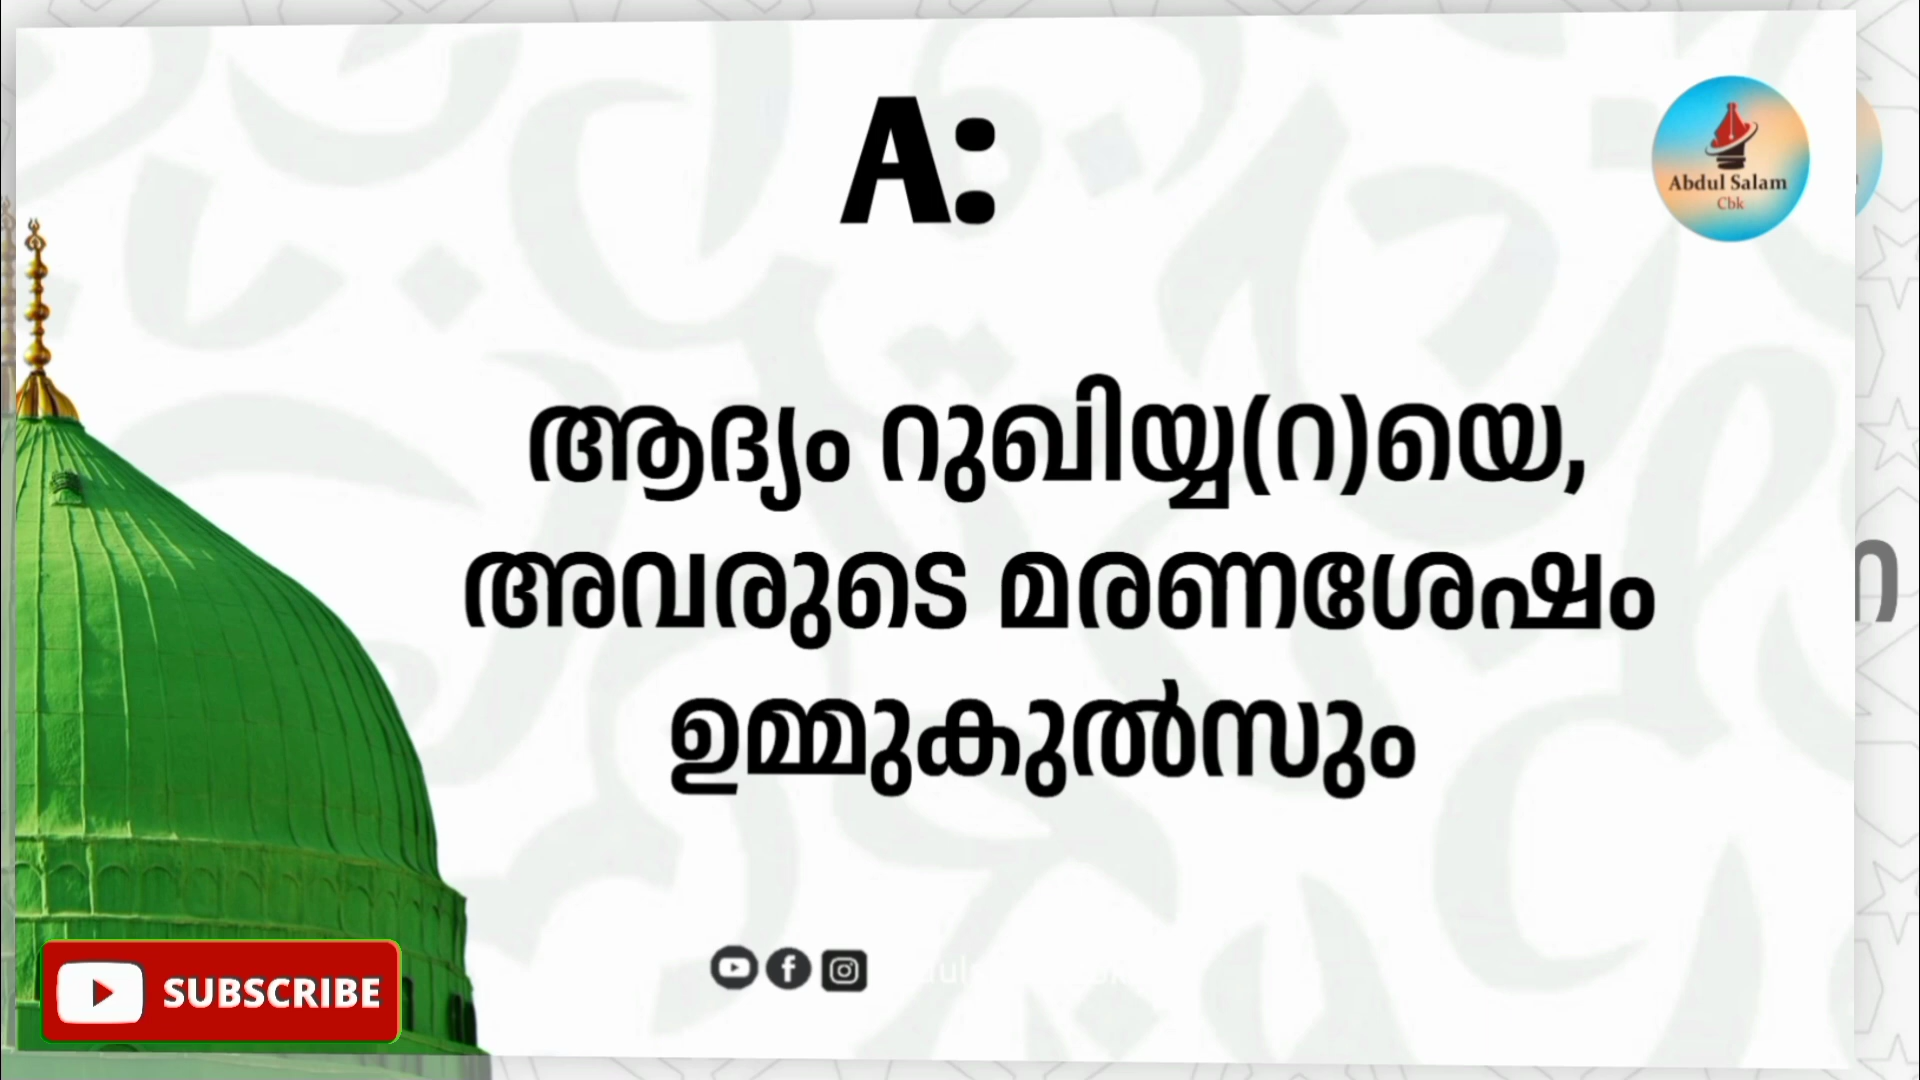 A:
Abdul Salam
Cbk
ആദ്യം റുഖിയ്യ(റ)യെ,
അവരുടെ മരണശേഷം
ഉമ്മുകുൽസും
SUBSCRIBE